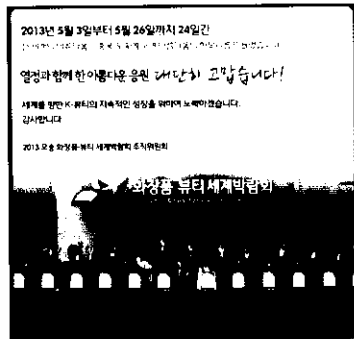 2013년 5월 3일부터 5월 26일까지 24일간
열정과 함께 한 아름다운 응원 대단히 고맙습니다!
세계를 향한 K-뷰티의 지속적인 성장을 위하여 노력하겠습니다.
감사합니다
2013 오송 화장품·뷰티 세계박람회 조직위원회
화장품·뷰티세계박람회